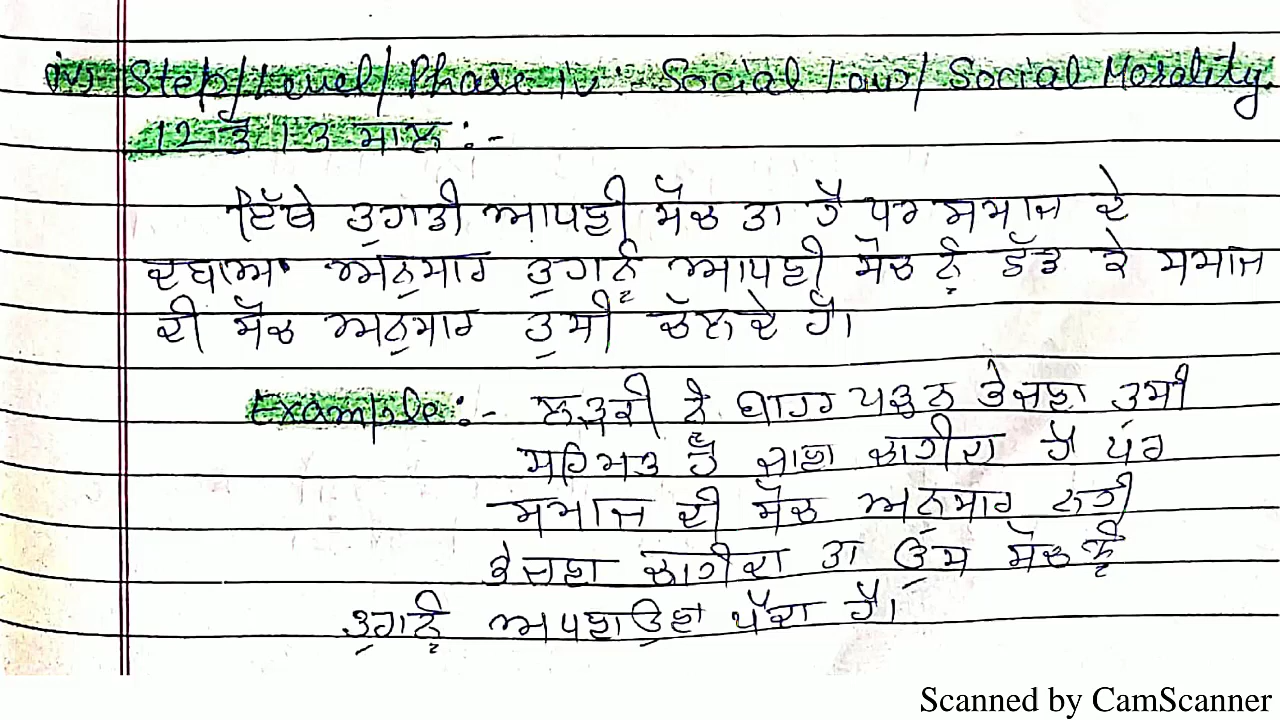 iv) Step/Level/Phase IV :- Social Law/ Social Morality.
12 ਤੋਂ 13 ਸਾਲ :-
ਇੱਥੇ ਤੁਹਾਡੀ ਆਪਣੀ ਸੋਚ ਤਾਂ ਹੈ ਪਰ ਸਮਾਜ ਦੇ
ਦਬਾਅ ਅਨੁਸਾਰ ਤੁਹਾਨੂੰ ਆਪਣੀ ਸੋਚ ਨੂੰ ਛੱਡ ਕੇ ਸਮਾਜ
ਦੀ ਸੋਚ ਅਨੁਸਾਰ ਤੁਸੀਂ ਚੱਲਦੇ ਹੋ।
Example :- ਲੜਕੀ ਨੂੰ ਬਾਹਰ ਪੜ੍ਹਨ ਭੇਜਣਾ ਤੁਸੀਂ
ਸਹਿਮਤ ਹੋ ਜਾਣਾ ਚਾਹੀਦਾ ਹੈ ਪਰ
ਸਮਾਜ ਦੀ ਸੋਚ ਅਨੁਸਾਰ ਨਹੀਂ
ਭੇਜਣਾ ਚਾਹੀਦਾ ਤਾਂ ਉਸ ਸੋਚ ਨੂੰ
ਤੁਹਾਨੂੰ ਅਪਣਾਉਣਾ ਪੈਂਦਾ ਹੈ।
Scanned by CamScanner